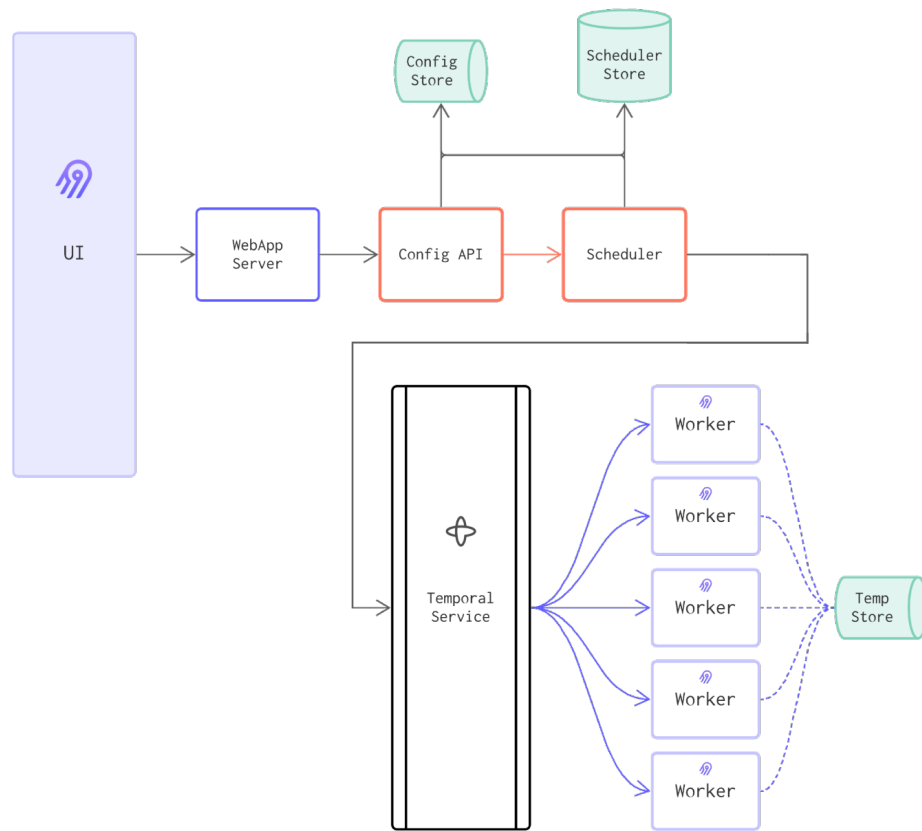 Config
Store
Scheduler
Store
UI
WebApp
Server
Config API
Scheduler
Temporal
Service
Worker
Worker
Worker
Worker
Worker
Temp
Store